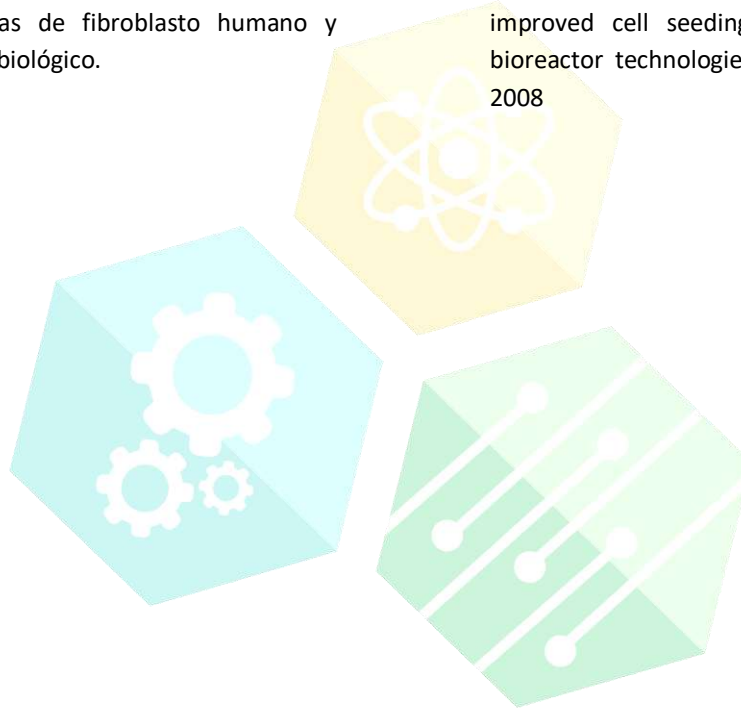 as de fibroblasto humano y
biológico.
improved cell seeding
bioreactor technologie
2008